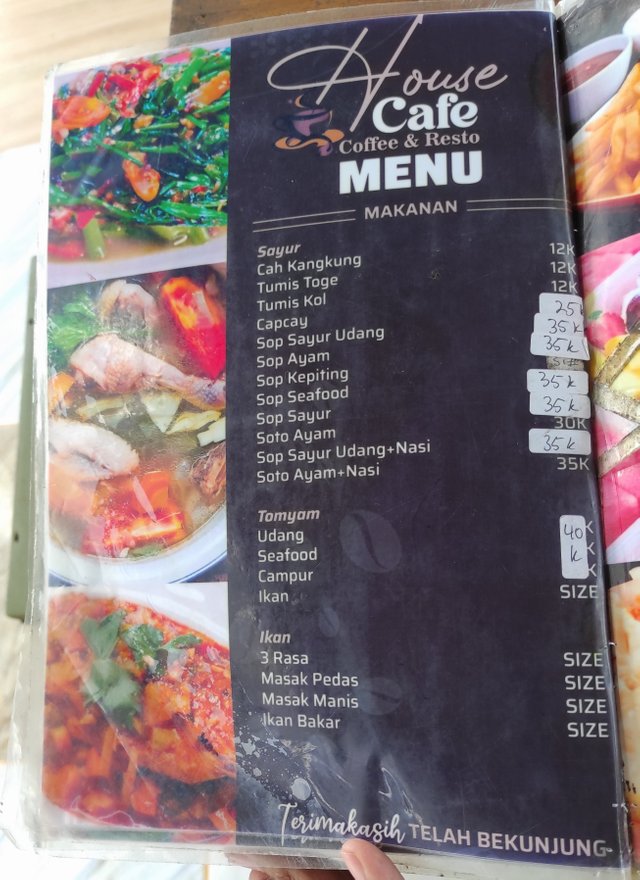 House
Cafe
Coffee & Resto
MENU
MAKANAN
Sayur
Cah Kangkung 12K
Tumis Toge 12K
Tumis Kol 12K
Capcay 25k
Sop Sayur Udang 35k
Sop Ayam 35k
Sop Kepiting SIZE
Sop Seafood 35k
Sop Sayur 35k
Soto Ayam 30K
Sop Sayur Udang+Nasi 35k
Soto Ayam+Nasi 35K
Tomyam
Udang 40 K
Seafood k K
Campur K
Ikan SIZE
Ikan
3 Rasa SIZE
Masak Pedas SIZE
Masak Manis SIZE
Ikan Bakar SIZE
Terimakasih TELAH BEKUNJUNG